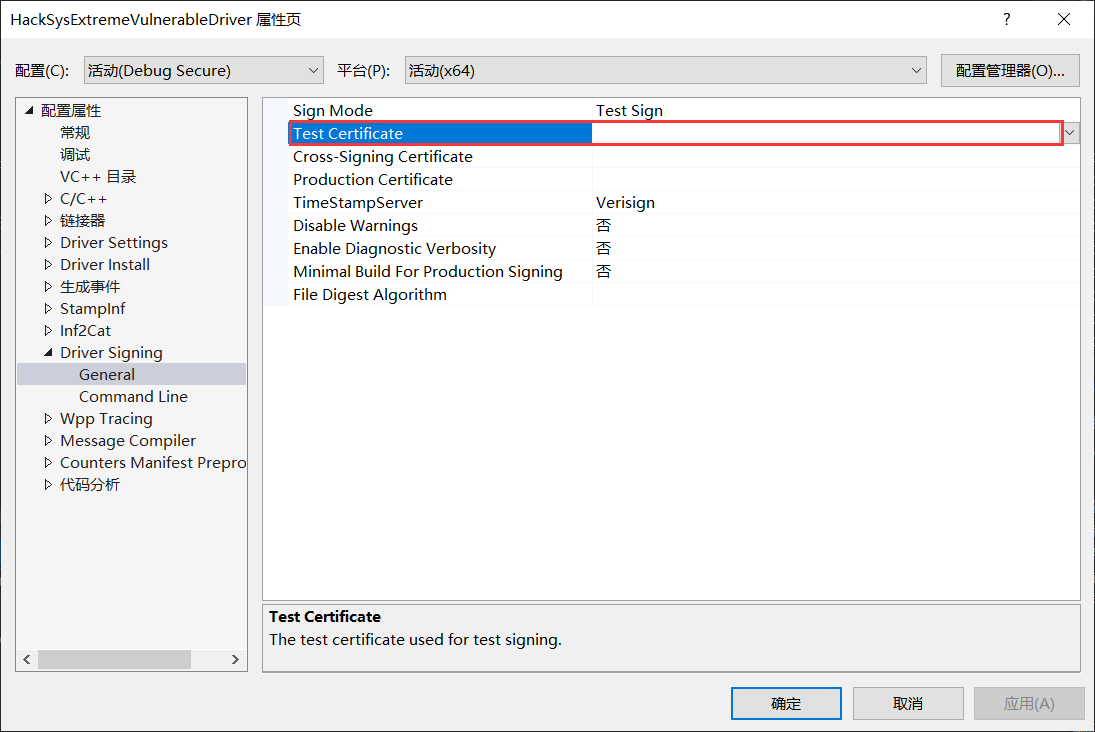 HackSysExtremeVulnerableDriver 属性页
配置(C): 活动(Debug Secure) 平台(P): 活动(x64) 配置管理器(O)...
配置属性
常规
调试
VC++ 目录
C/C++
链接器
Driver Settings
Driver Install
生成事件
StampInf
Inf2Cat
Driver Signing
General
Command Line
Wpp Tracing
Message Compiler
Counters Manifest Prepro
代码分析
Sign Mode Test Sign
Test Certificate
Cross-Signing Certificate
Production Certificate
TimeStampServer Verisign
Disable Warnings 否
Enable Diagnostic Verbosity 否
Minimal Build For Production Signing 否
File Digest Algorithm
Test Certificate
The test certificate used for test signing.
确定 取消 应用(A)